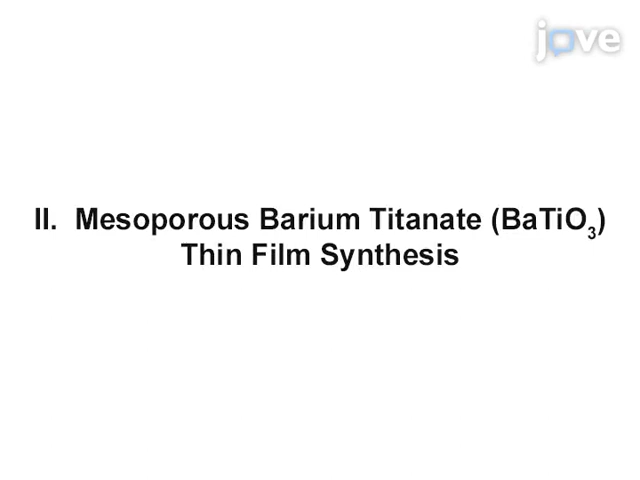 jove
II. Mesoporous Barium Titanate (BaTiO₃)
Thin Film Synthesis